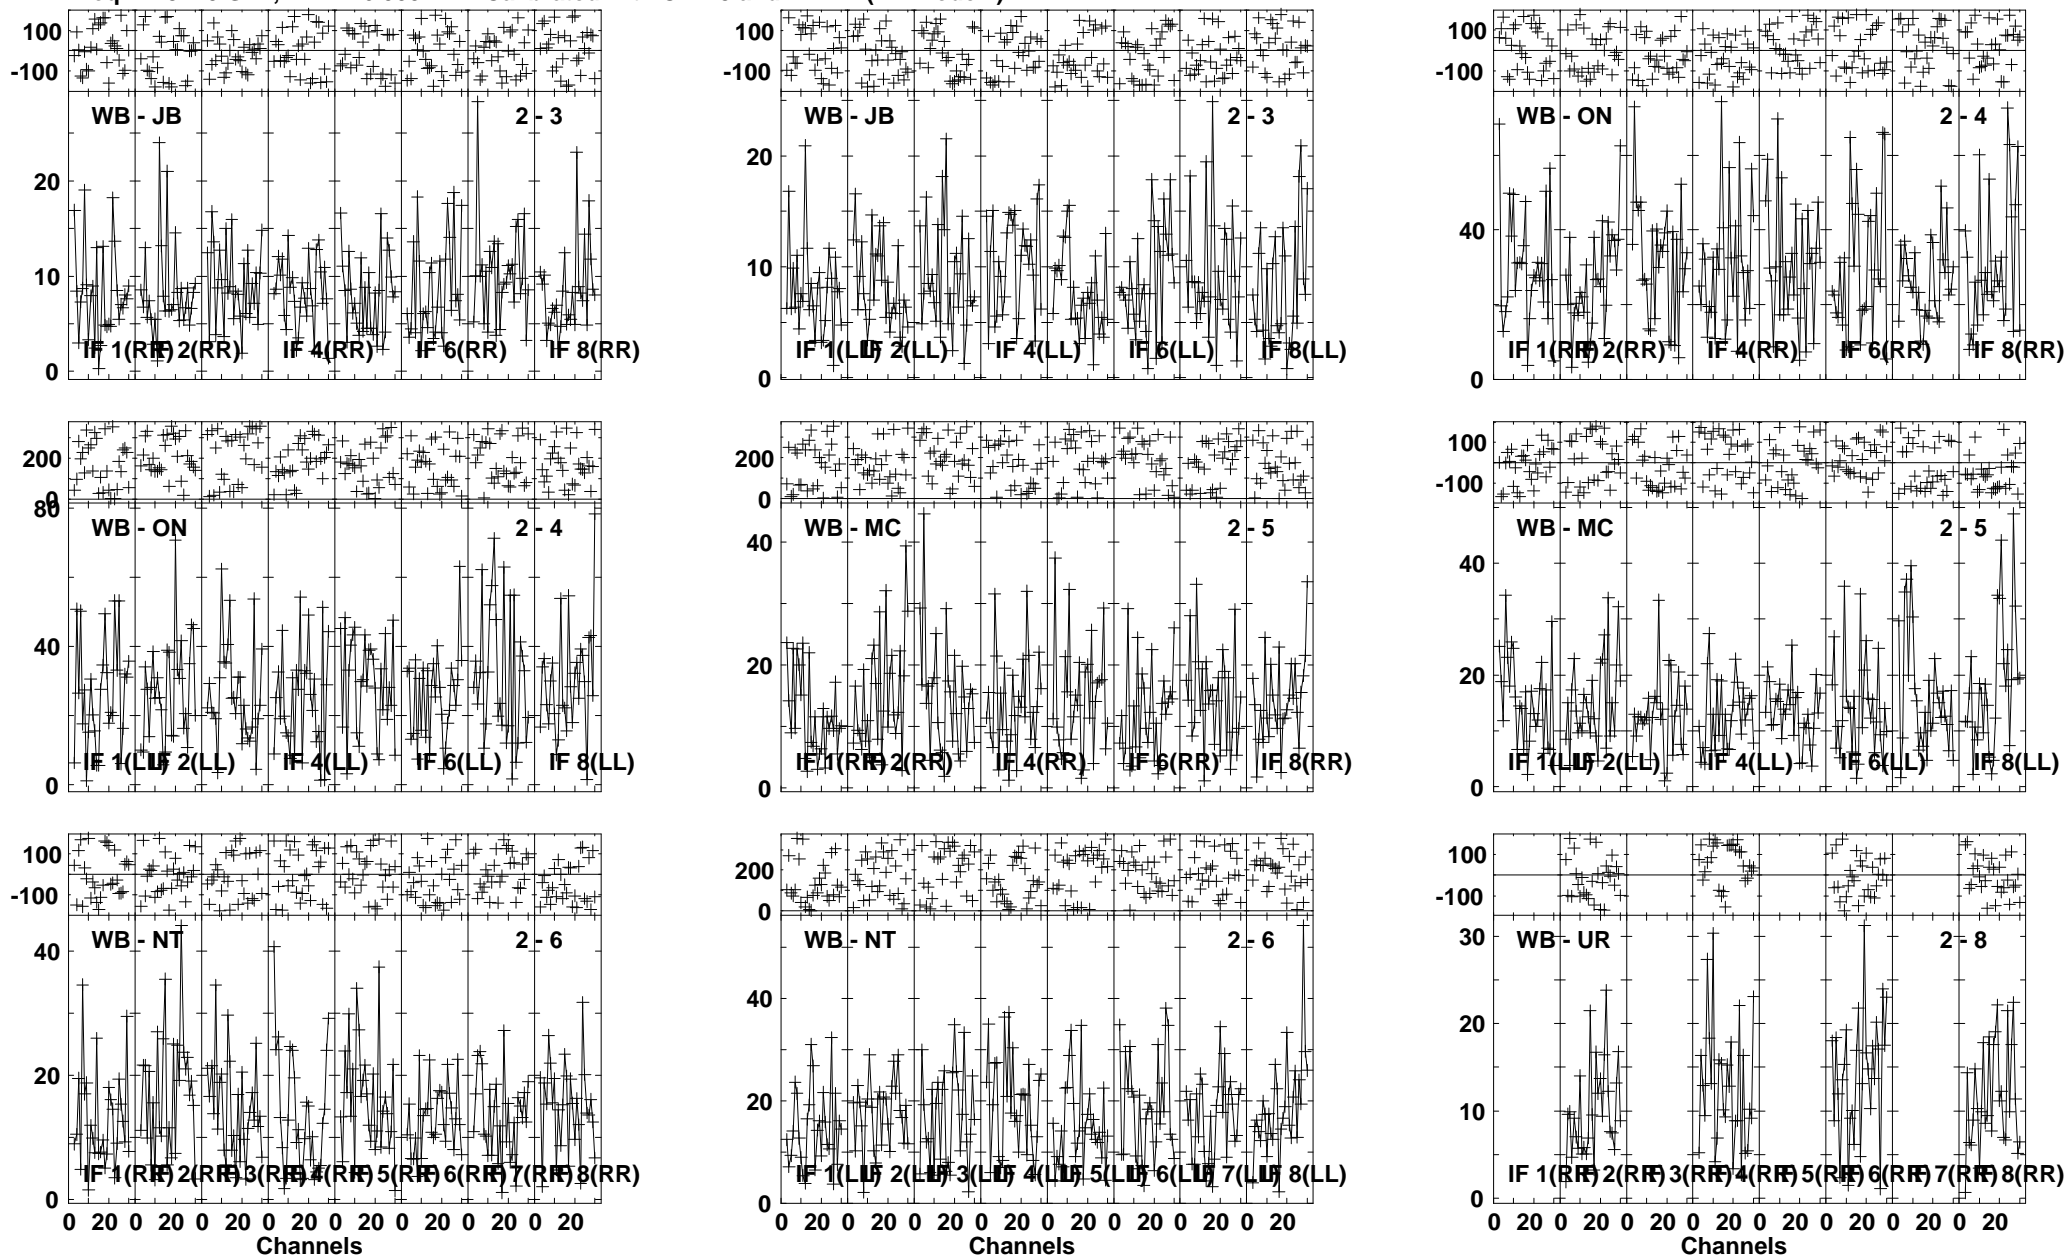 100
-100
WB - JB 2 - 3
20
10
0
IF 1(RR) IF 2(RR) IF 4(RR) IF 6(RR) IF 8(RR)
100
-100
WB - JB 2 - 3
20
10
0
IF 1(LL) IF 2(LL) IF 4(LL) IF 6(LL) IF 8(LL)
100
-100
WB - ON 2 - 4
40
0
IF 1(RR) IF 2(RR) IF 4(RR) IF 6(RR) IF 8(RR)
200
0
80
WB - ON 2 - 4
40
0
IF 1(LL) IF 2(LL) IF 4(LL) IF 6(LL) IF 8(LL)
200
0
WB - MC 2 - 5
40
20
0
IF 1(RR) IF 2(RR) IF 4(RR) IF 6(RR) IF 8(RR)
100
-100
WB - MC 2 - 5
40
20
0
IF 1(LL) IF 2(LL) IF 4(LL) IF 6(LL) IF 8(LL)
100
-100
WB - NT 2 - 6
40
20
0
IF 1(RR) IF 2(RR) IF 3(RR) IF 4(RR) IF 5(RR) IF 6(RR) IF 7(RR) IF 8(RR)
0 20 0 20 0 20 0 20 0 20 0 20 0 20 0 20
Channels
200
0
WB - NT 2 - 6
40
20
0
IF 1(LL) IF 2(LL) IF 3(LL) IF 4(LL) IF 5(LL) IF 6(LL) IF 7(LL) IF 8(LL)
0 20 0 20 0 20 0 20 0 20 0 20 0 20 0 20
Channels
100
-100
WB - UR 2 - 8
30
20
10
0
IF 1(RR) IF 2(RR) IF 3(RR) IF 4(RR) IF 5(RR) IF 6(RR) IF 7(RR) IF 8(RR)
0 20 0 20 0 20 0 20 0 20 0 20 0 20 0 20
Channels